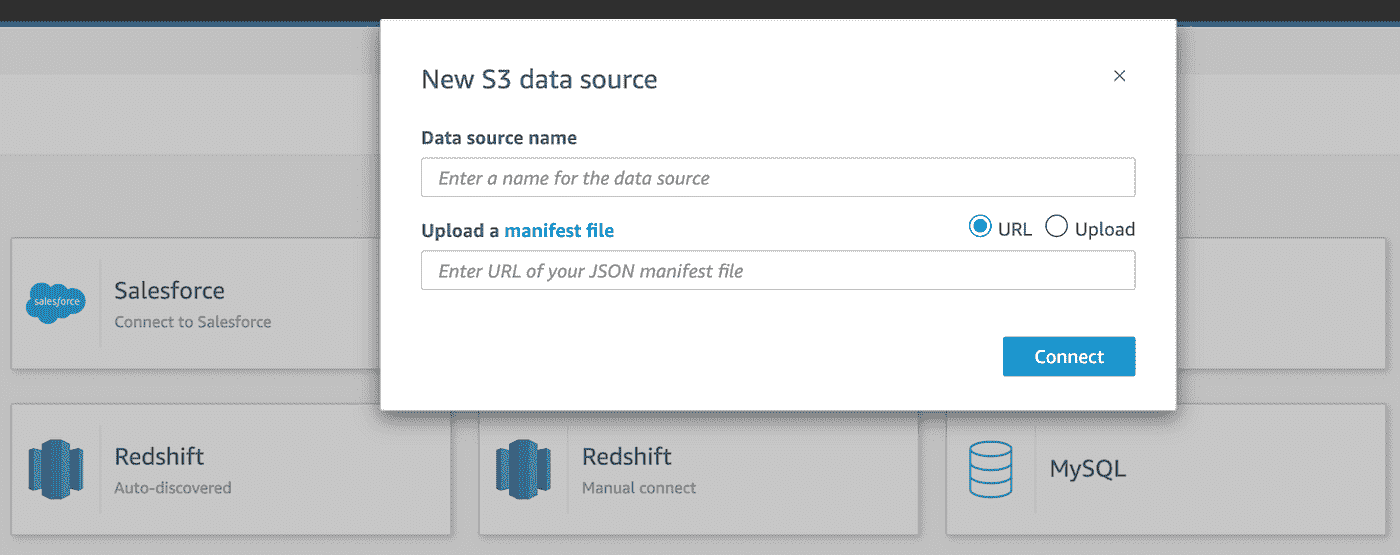 New S3 data source
×
Data source name
Enter a name for the data source
Upload a manifest file
URL Upload
Enter URL of your JSON manifest file
Connect
salesforce
Salesforce
Connect to Salesforce
Redshift
Auto-discovered
Redshift
Manual connect
MySQL